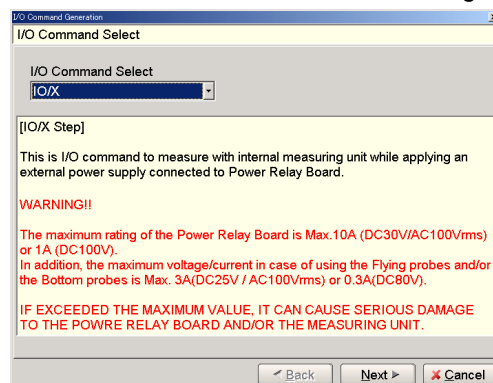 I/O Command Generation
I/O Command Select
I/O Command Select
IO/X
[IO/X Step]
This is I/O command to measure with internal measuring unit while applying an
external power supply connected to Power Relay Board.
WARNING!!
The maximum rating of the Power Relay Board is Max.10A (DC30V/AC100Vrms)
or 1A (DC100V).
In addition, the maximum voltage/current in case of using the Flying probes and/or
the Bottom probes is Max. 3A(DC25V / AC100Vrms) or 0.3A(DC80V).
IF EXCEEDED THE MAXIMUM VALUE, IT CAN CAUSE SERIOUS DAMAGE
TO THE POWRE RELAY BOARD AND/OR THE MEASURING UNIT.
Back Next Cancel